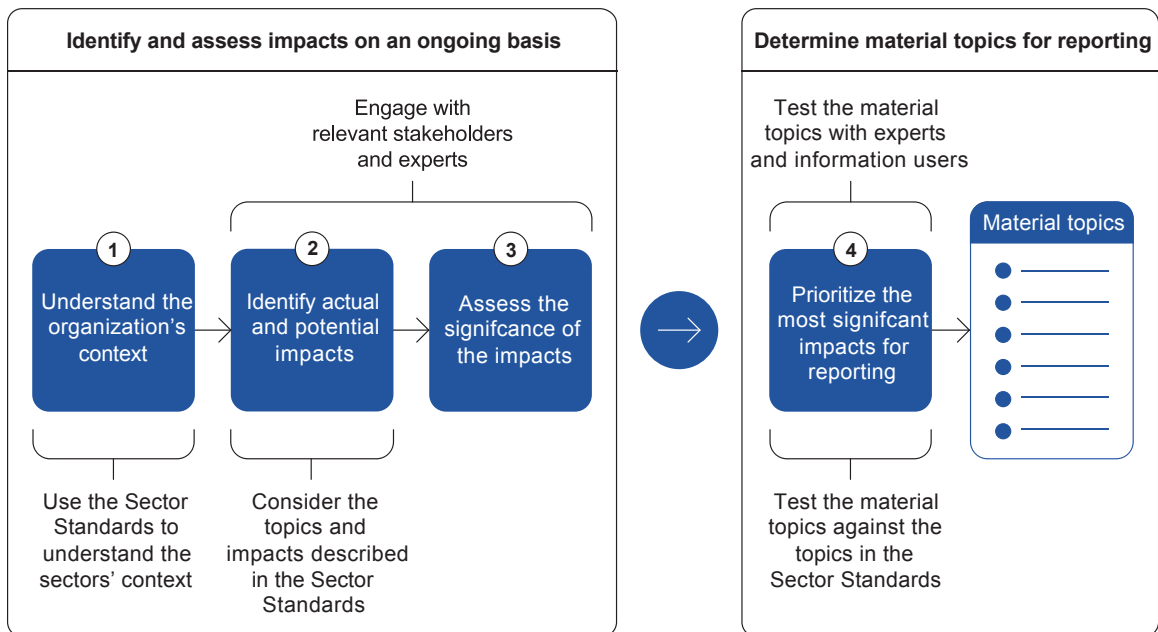 Identify and assess impacts on an ongoing basis
Engage with
relevant stakeholders
and experts
1
Understand the
organization’s
context
2
Identify actual
and potential
impacts
3
Assess the
signifcance of
the impacts
Use the Sector
Standards to
understand the
sectors’ context
Consider the
topics and
impacts described
in the Sector
Standards
Determine material topics for reporting
Test the material
topics with experts
and information users
4
Prioritize the
most signifcant
impacts for
reporting
Material topics
Test the material
topics against the
topics in the
Sector Standards